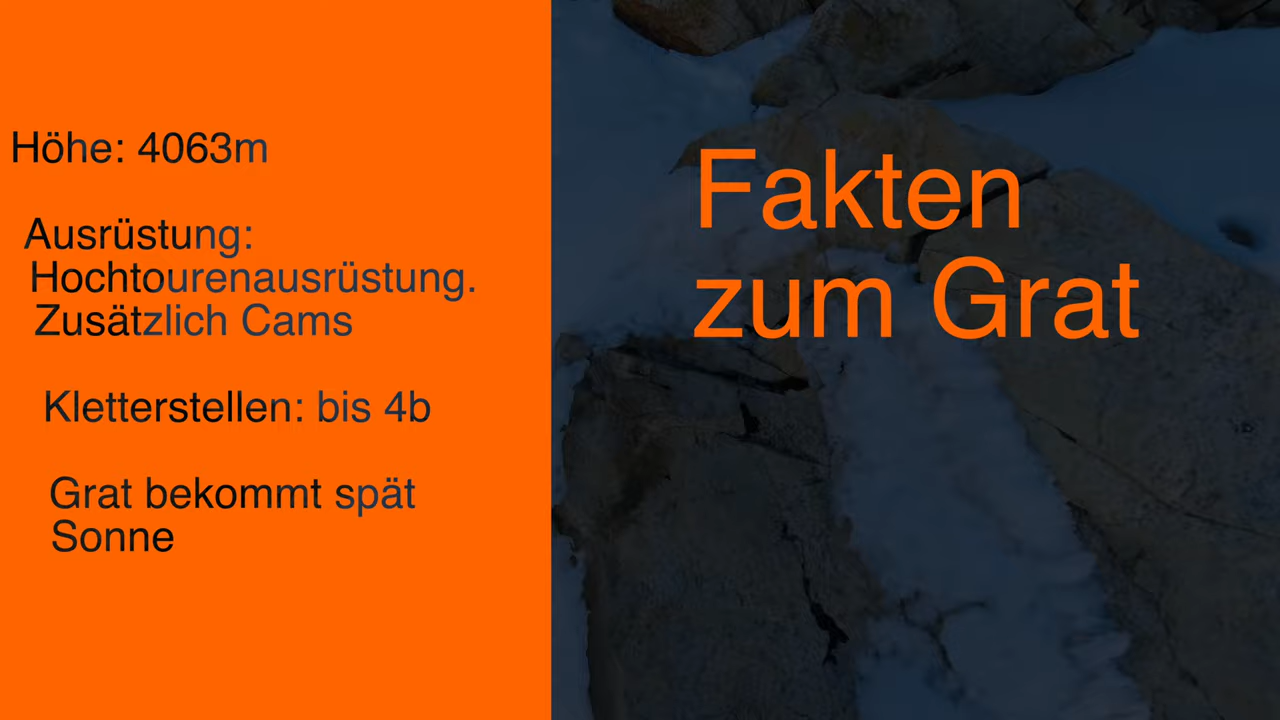 Höhe: 4063m
Ausrüstung:
Hochtourenausrüstung.
Zusätzlich Cams
Kletterstellen: bis 4b
Grat bekommt spät
Sonne
Fakten
zum Grat